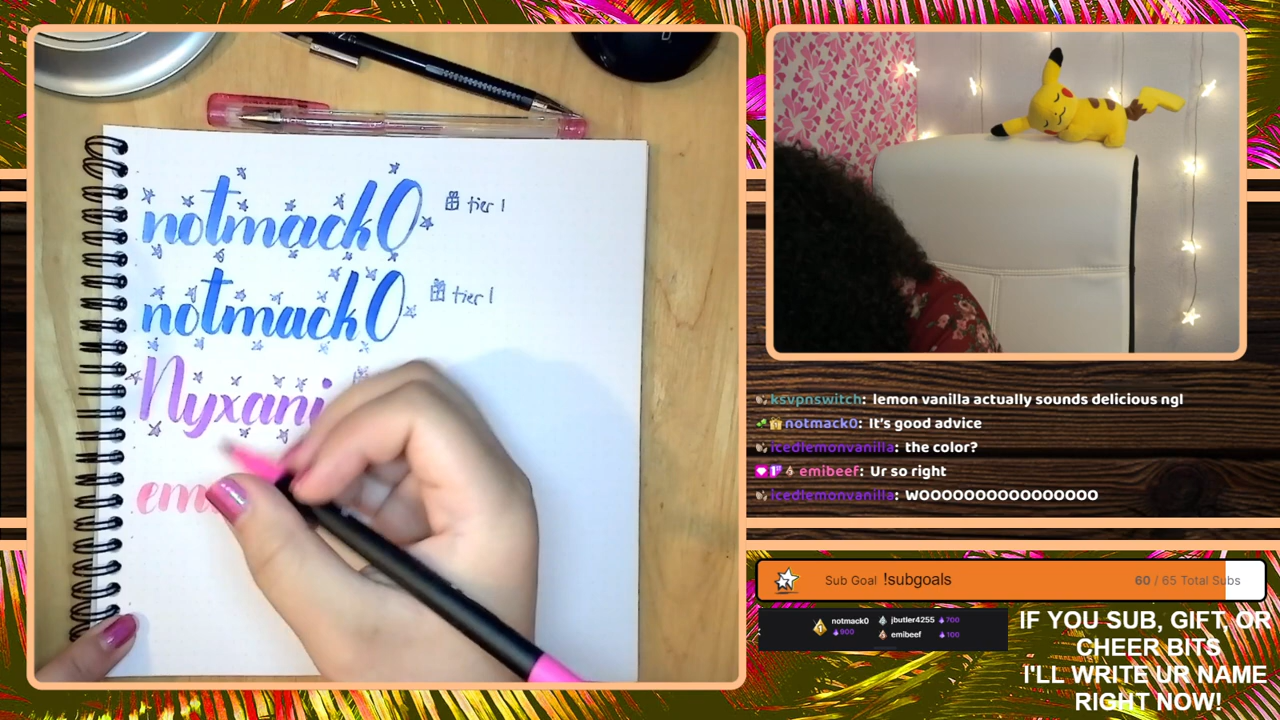 notmack0 tier 1
notmack0 tier 1
Nyxani
em
ksvpnswitch: lemon vanilla actually sounds delicious ngl
notmack0: It's good advice
icedlemonvanilla: the color?
emibeef: Ur so right
icedlemonvanilla: WOOOOOOOOOOOOOOOO
Sub Goal !subgoals 60 / 65 Total Subs
1 notmack0 900 jbutler4255 700
emibeef 100
IF YOU SUB, GIFT, OR
CHEER BITS
I'LL WRITE UR NAME
RIGHT NOW!